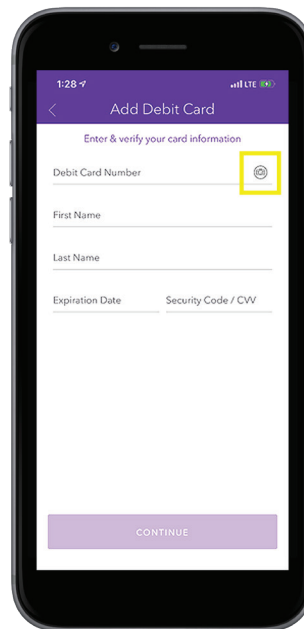 1:28
LTE
Add Debit Card
Enter & verify your card information
Debit Card Number
First Name
Last Name
Expiration Date
Security Code / CVV
CONTINUE